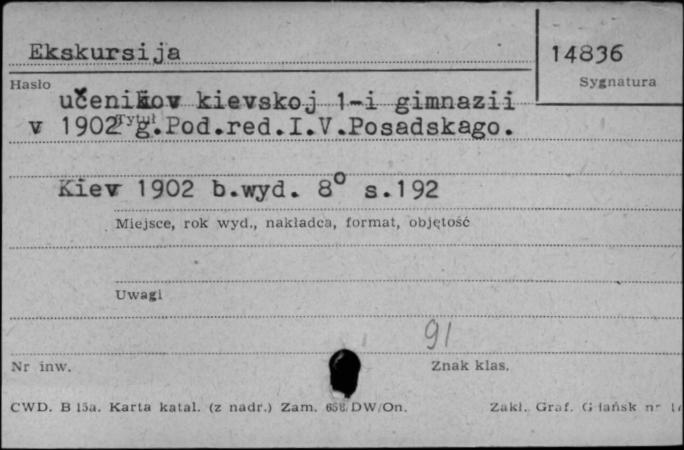 Ekskursija
14836
Sygnatura
Hasło
učenikov kievskoj 1-i gimnazii
Tytuł
v 1902 g.Pod.red.I.V.Posadskago.
Kiev 1902 b.wyd. 8° s.192
Miejsce, rok wyd., nakładca, format, objętość
Uwagi
91
Nr inw.
Znak klas.
CWD. B 15a. Karta katal. (z nadr.) Zam. 658/DW/On.
Zakł. Graf. Gdańsk nr